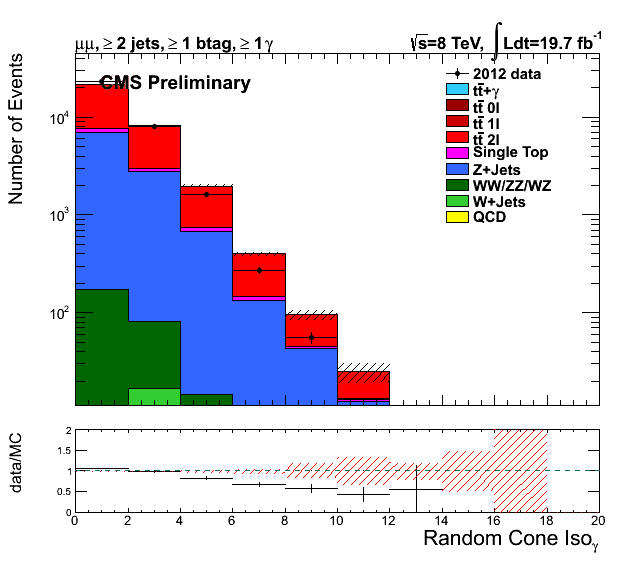 μμ, ≥ 2 jets, ≥ 1 btag, ≥ 1 γ
√s=8 TeV, ∫ Ldt=19.7 fb⁻¹
CMS Preliminary
Number of Events
10⁴
10³
10²
2012 data
tt̄+γ
tt̄ 0l
tt̄ 1l
tt̄ 2l
Single Top
Z+Jets
WW/ZZ/WZ
W+Jets
QCD
data/MC
2
1.5
1
0.5
0
0 2 4 6 8 10 12 14 16 18 20
Random Cone Isoᵧ